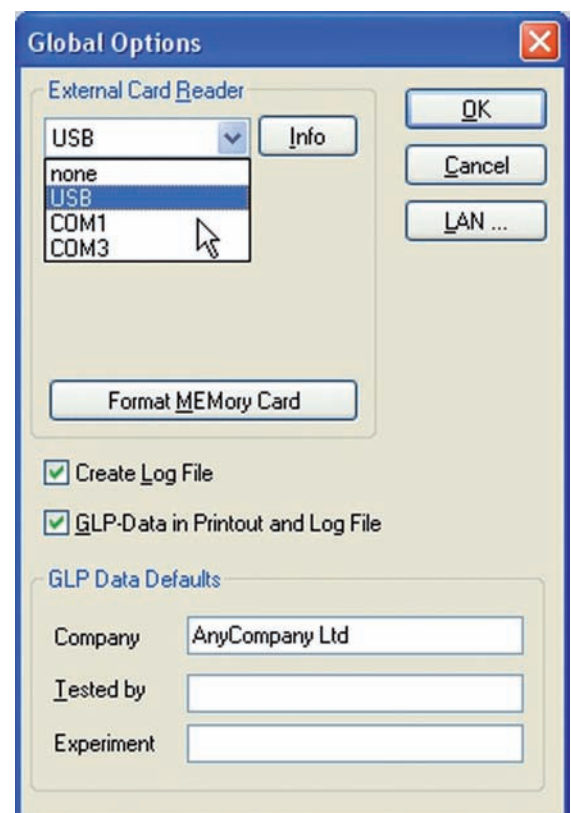 Global Options
External Card Reader
USB
Info
none
USB
COM1
COM3
Format MEMory Card
OK
Cancel
LAN ...
Create Log File
GLP-Data in Printout and Log File
GLP Data Defaults
Company AnyCompany Ltd
Tested by
Experiment